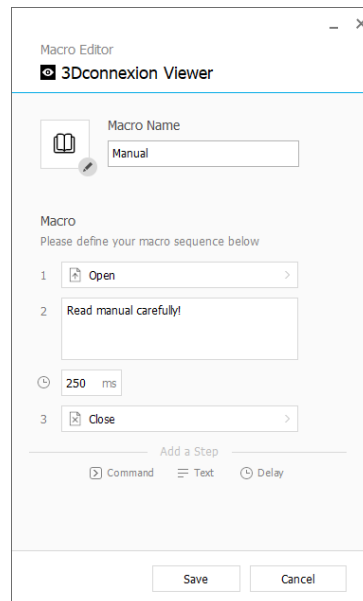 Macro Editor
3Dconnexion Viewer
Macro Name
Manual
Macro
Please define your macro sequence below
1 Open
2 Read manual carefully!
250 ms
3 Close
Add a Step
Command Text Delay
Save Cancel